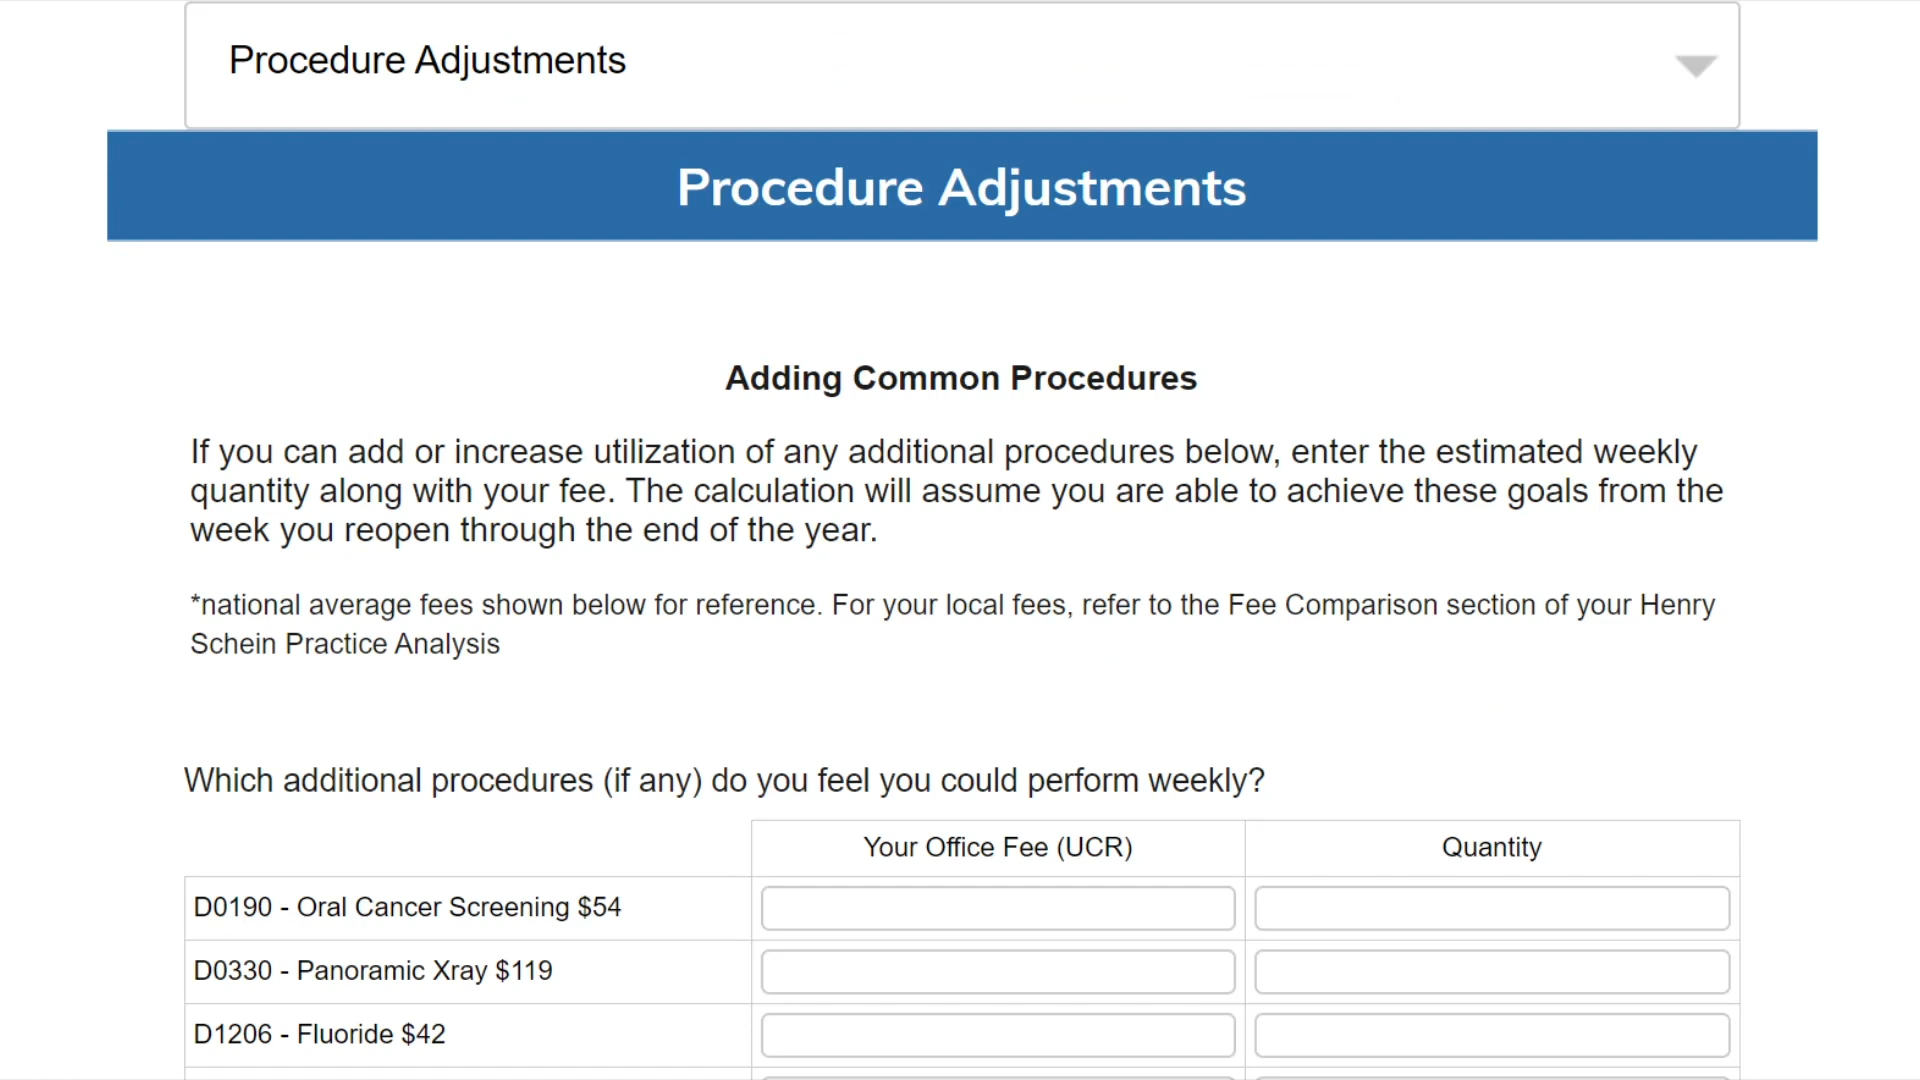 Procedure Adjustments
Procedure Adjustments
Adding Common Procedures
If you can add or increase utilization of any additional procedures below, enter the estimated weekly
quantity along with your fee. The calculation will assume you are able to achieve these goals from the
week you reopen through the end of the year.
*national average fees shown below for reference. For your local fees, refer to the Fee Comparison section of your Henry
Schein Practice Analysis
Which additional procedures (if any) do you feel you could perform weekly?
Your Office Fee (UCR) Quantity
D0190 - Oral Cancer Screening $54
D0330 - Panoramic Xray $119
D1206 - Fluoride $42